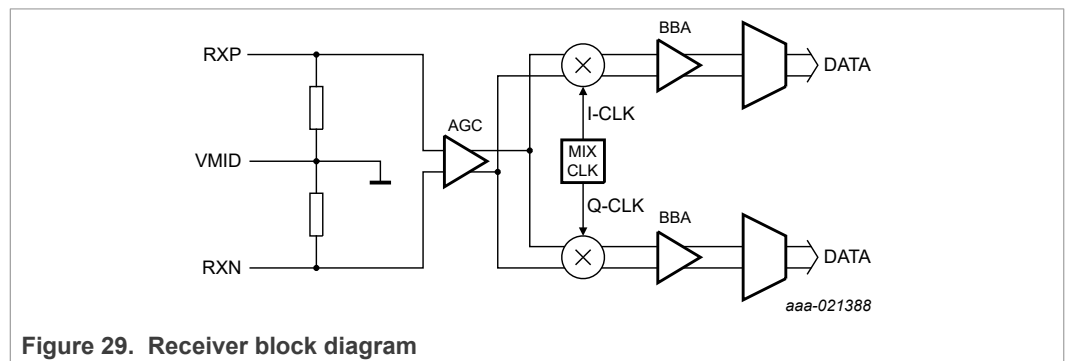 RXP
VMID
RXN
AGC
BBA
DATA
I-CLK
MIX
CLK
Q-CLK
BBA
DATA
aaa-021388
Figure 29. Receiver block diagram